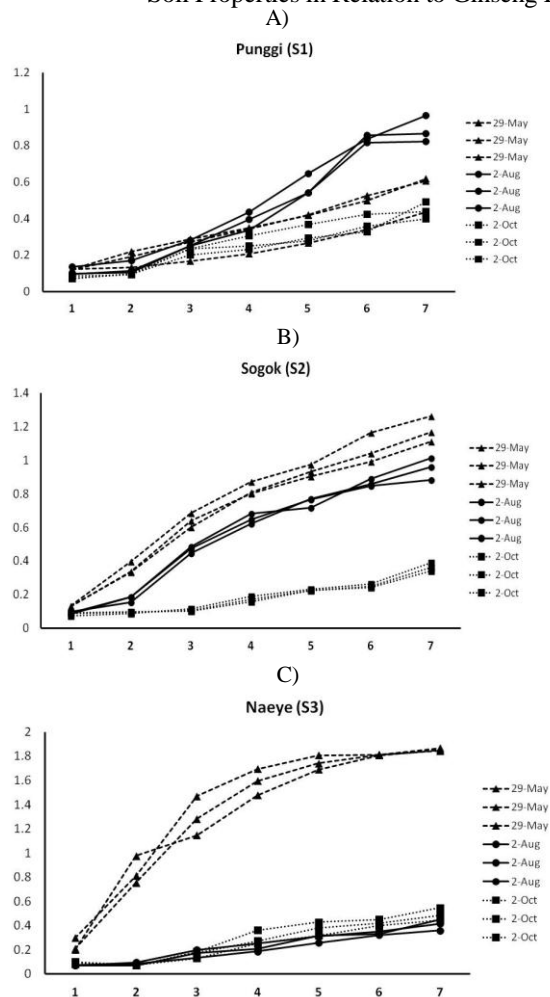 Soil Properties in Relation to Ginseng
A)
Punggi (S1)
1.2
1
0.8
0.6
0.4
0.2
0
1 2 3 4 5 6 7
29-May
29-May
29-May
2-Aug
2-Aug
2-Aug
2-Oct
2-Oct
2-Oct
B)
Sogok (S2)
1.4
1.2
1
0.8
0.6
0.4
0.2
0
1 2 3 4 5 6 7
29-May
29-May
29-May
2-Aug
2-Aug
2-Aug
2-Oct
2-Oct
2-Oct
C)
Naeye (S3)
2
1.8
1.6
1.4
1.2
1
0.8
0.6
0.4
0.2
0
1 2 3 4 5 6 7
29-May
29-May
29-May
2-Aug
2-Aug
2-Aug
2-Oct
2-Oct
2-Oct